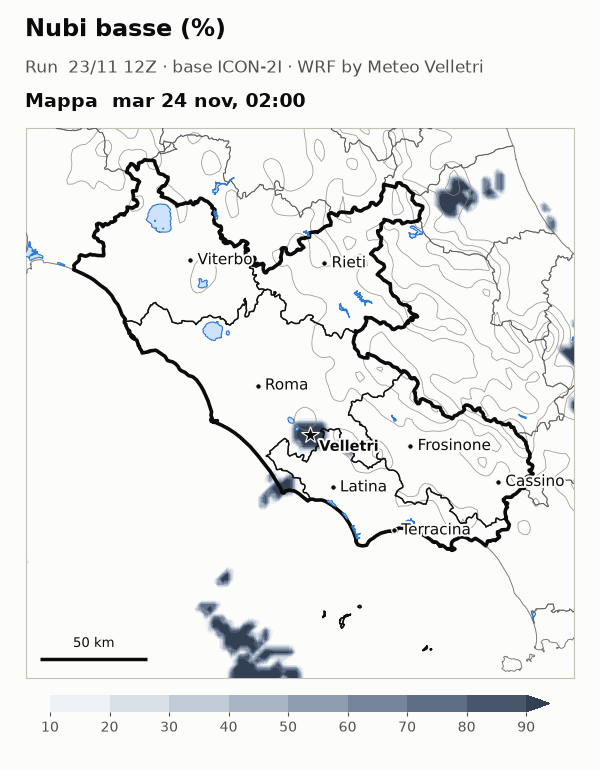 Nubi basse (%)
Run  23/11 12Z · base ICON-2I · WRF by Meteo Velletri
Mappa  mar 24 nov, 02:00
Viterbo
Rieti
Roma
Velletri
Frosinone
Cassino
Latina
Terracina
50 km
10 20 30 40 50 60 70 80 90